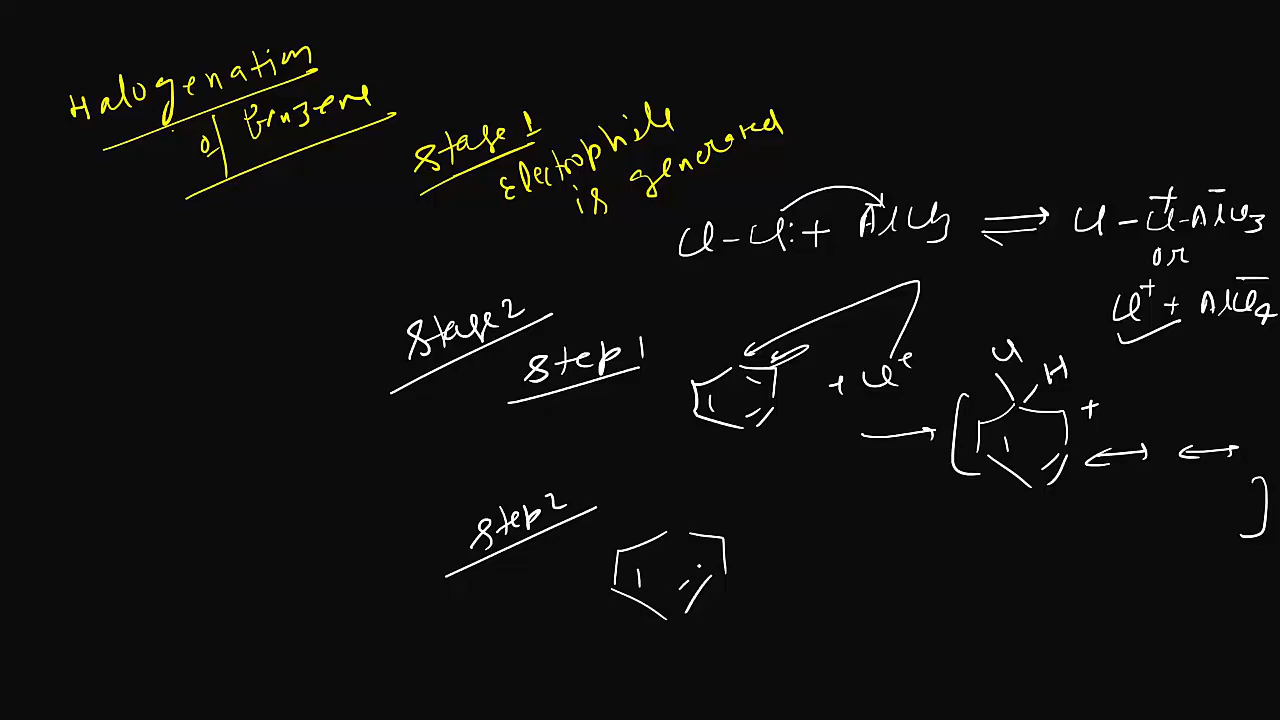 Halogenation
of Benzene
Stage 1
Electrophile
is generated
Cl-Cl: + AlCl3 ⇌ Cl-Cl⁺-AlCl3⁻
or
Cl⁺ + AlCl4⁻
Stage 2
Step 1
+ Cl⁺
→ [ Cl H + ↔ ↔ ]
Step 2